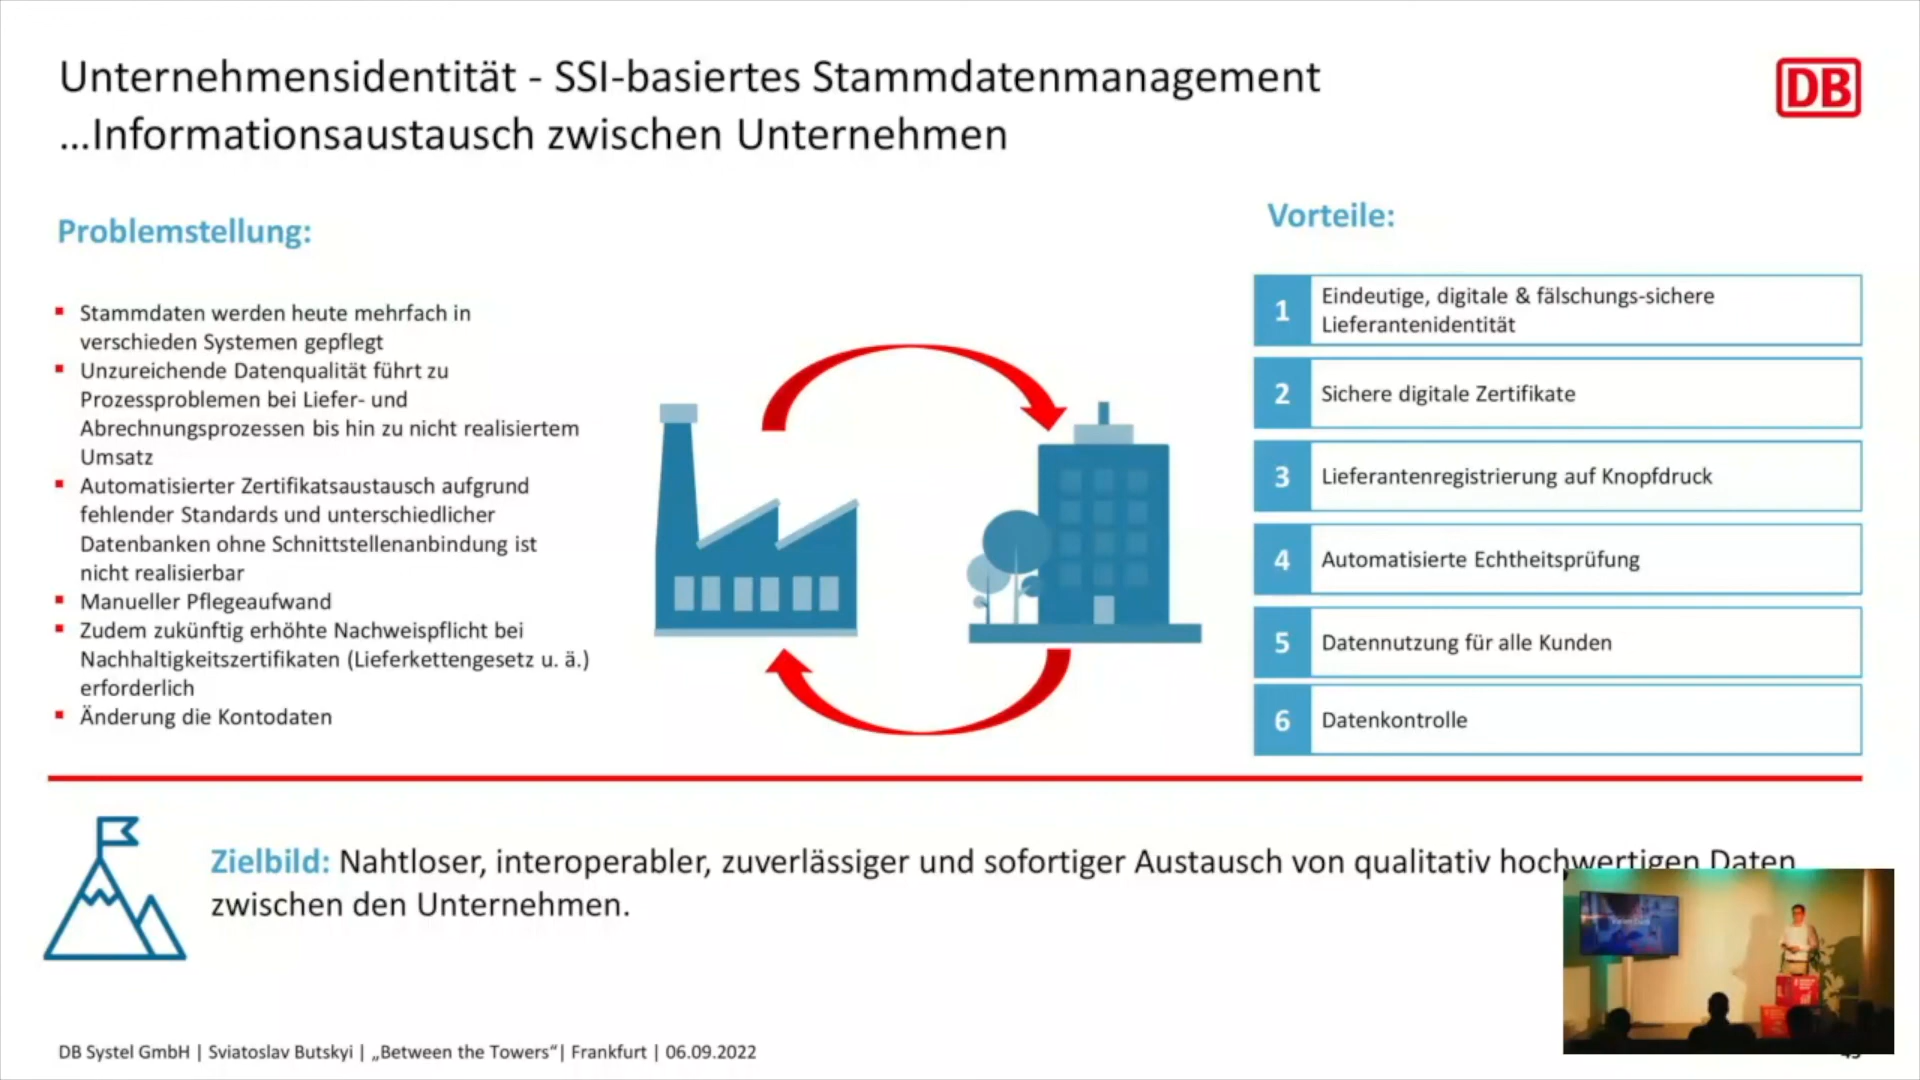 Unternehmensidentität - SSI-basiertes Stammdatenmanagement
...Informationsaustausch zwischen Unternehmen
DB
Problemstellung:
Stammdaten werden heute mehrfach in
verschieden Systemen gepflegt
Unzureichende Datenqualität führt zu
Prozessproblemen bei Liefer- und
Abrechnungsprozessen bis hin zu nicht realisiertem
Umsatz
Automatisierter Zertifikatsaustausch aufgrund
fehlender Standards und unterschiedlicher
Datenbanken ohne Schnittstellenanbindung ist
nicht realisierbar
Manueller Pflegeaufwand
Zudem zukünftig erhöhte Nachweispflicht bei
Nachhaltigkeitszertifikaten (Lieferkettengesetz u. ä.)
erforderlich
Änderung die Kontodaten
Vorteile:
1 Eindeutige, digitale & fälschungs-sichere
Lieferantenidentität
2 Sichere digitale Zertifikate
3 Lieferantenregistrierung auf Knopfdruck
4 Automatisierte Echtheitsprüfung
5 Datennutzung für alle Kunden
6 Datenkontrolle
Zielbild: Nahtloser, interoperabler, zuverlässiger und sofortiger Austausch von qualitativ hochwertigen Daten
zwischen den Unternehmen.
DB Systel GmbH | Sviatoslav Butskyi | „Between the Towers“| Frankfurt | 06.09.2022